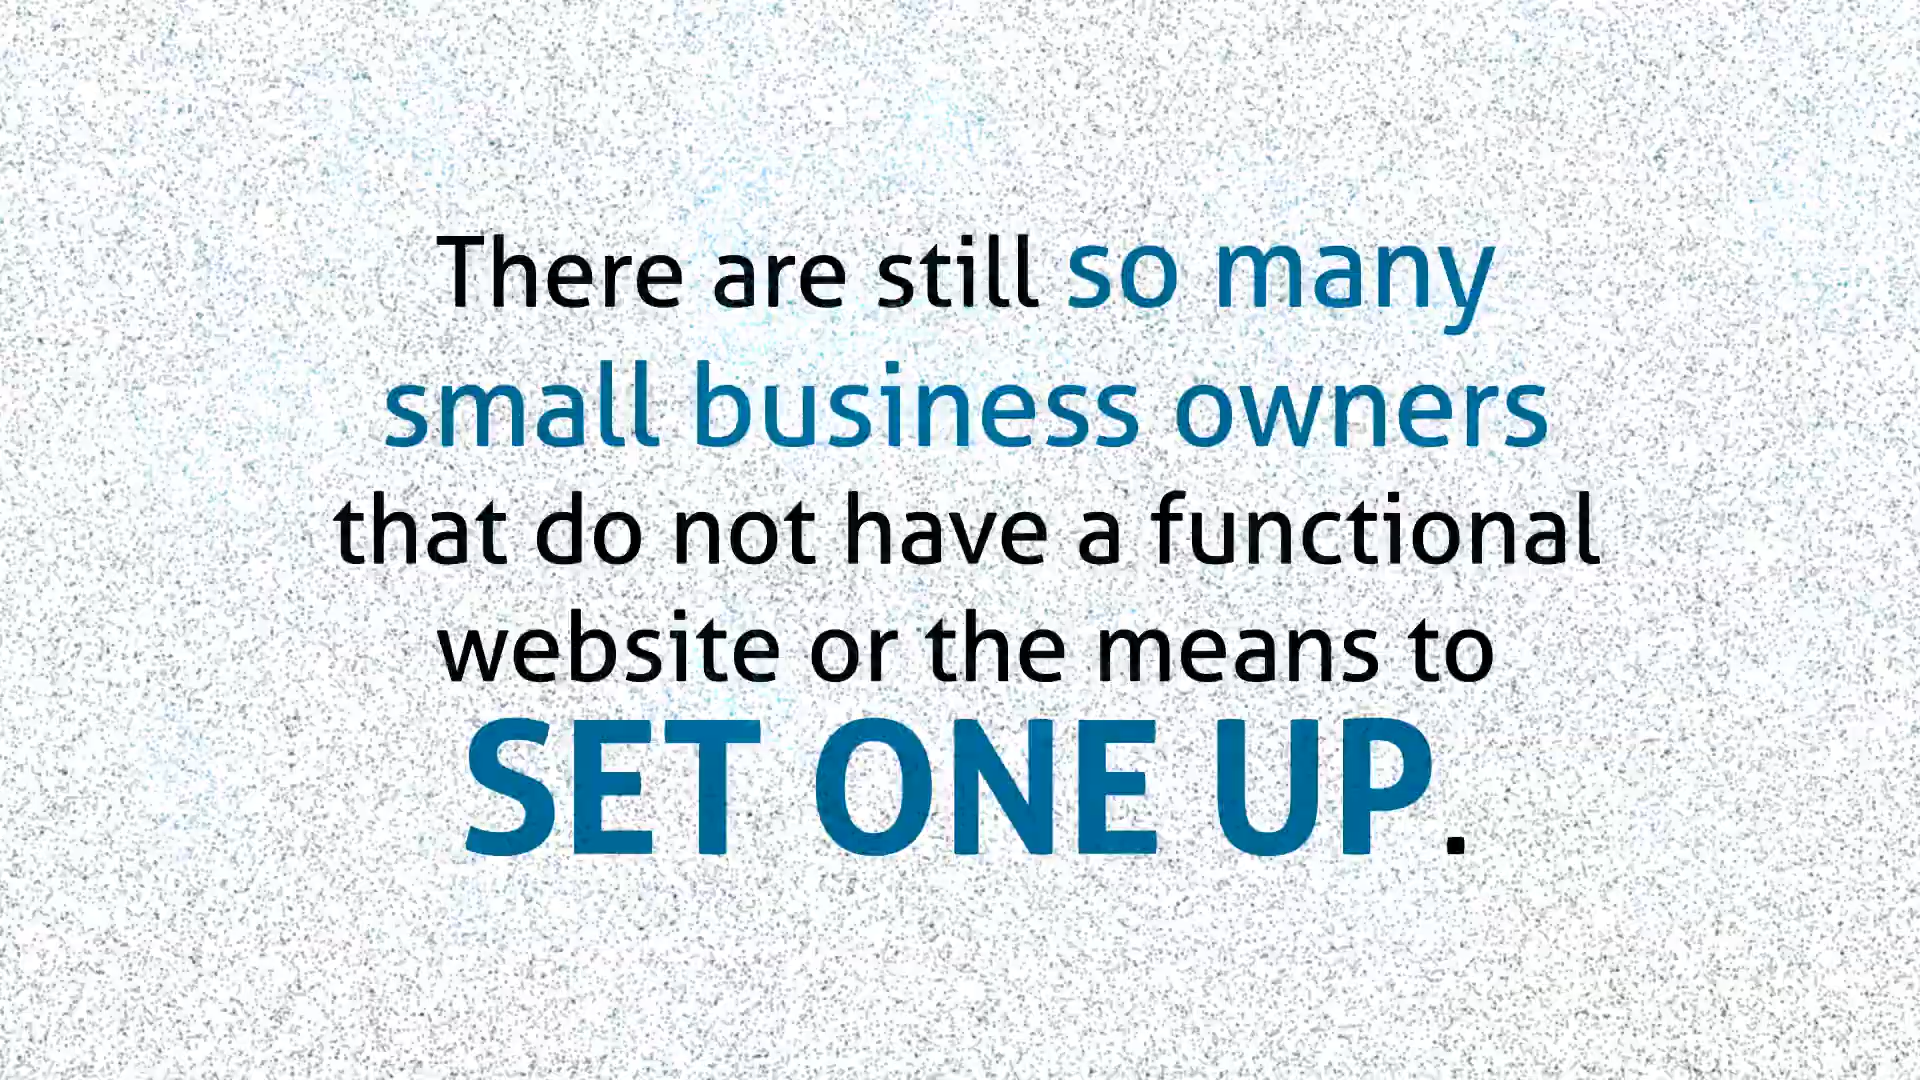 There are still so many
small business owners
that do not have a functional
website or the means to
SET ONE UP.